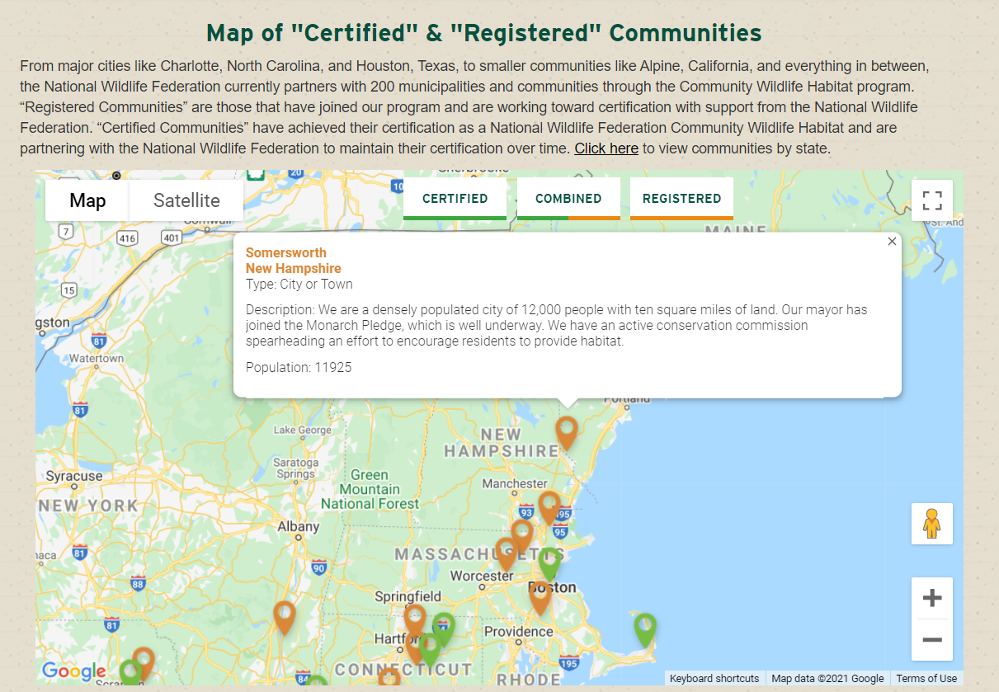 Map of "Certified" & "Registered" Communities
From major cities like Charlotte, North Carolina, and Houston, Texas, to smaller communities like Alpine, California, and everything in between,
the National Wildlife Federation currently partners with 200 municipalities and communities through the Community Wildlife Habitat program.
“Registered Communities” are those that have joined our program and are working toward certification with support from the National Wildlife
Federation. “Certified Communities” have achieved their certification as a National Wildlife Federation Community Wildlife Habitat and are
partnering with the National Wildlife Federation to maintain their certification over time. Click here to view communities by state.
Map
Satellite
CERTIFIED
COMBINED
REGISTERED
20
10
7
416
401
MAINE
Somersworth
New Hampshire
Type: City or Town
Description: We are a densely populated city of 12,000 people with ten square miles of land. Our mayor has
joined the Monarch Pledge, which is well underway. We have an active conservation commission
spearheading an effort to encourage residents to provide habitat.
Population: 11925
15
gston
81
Watertown
81
Portland
Lake George
NEW
HAMPSHIRE
Saratoga
Springs
Green
Mountain
National Forest
Manchester
Syracuse
NEW YORK
93
95
95
Albany
MASSACHUSETTS
81
90
Worcester
88
Boston
Springfield
81
Providence
Hartfor
195
Google
CONNECTICUT
84
RHODE
Keyboard shortcuts
Map data ©2021 Google
Terms of Use